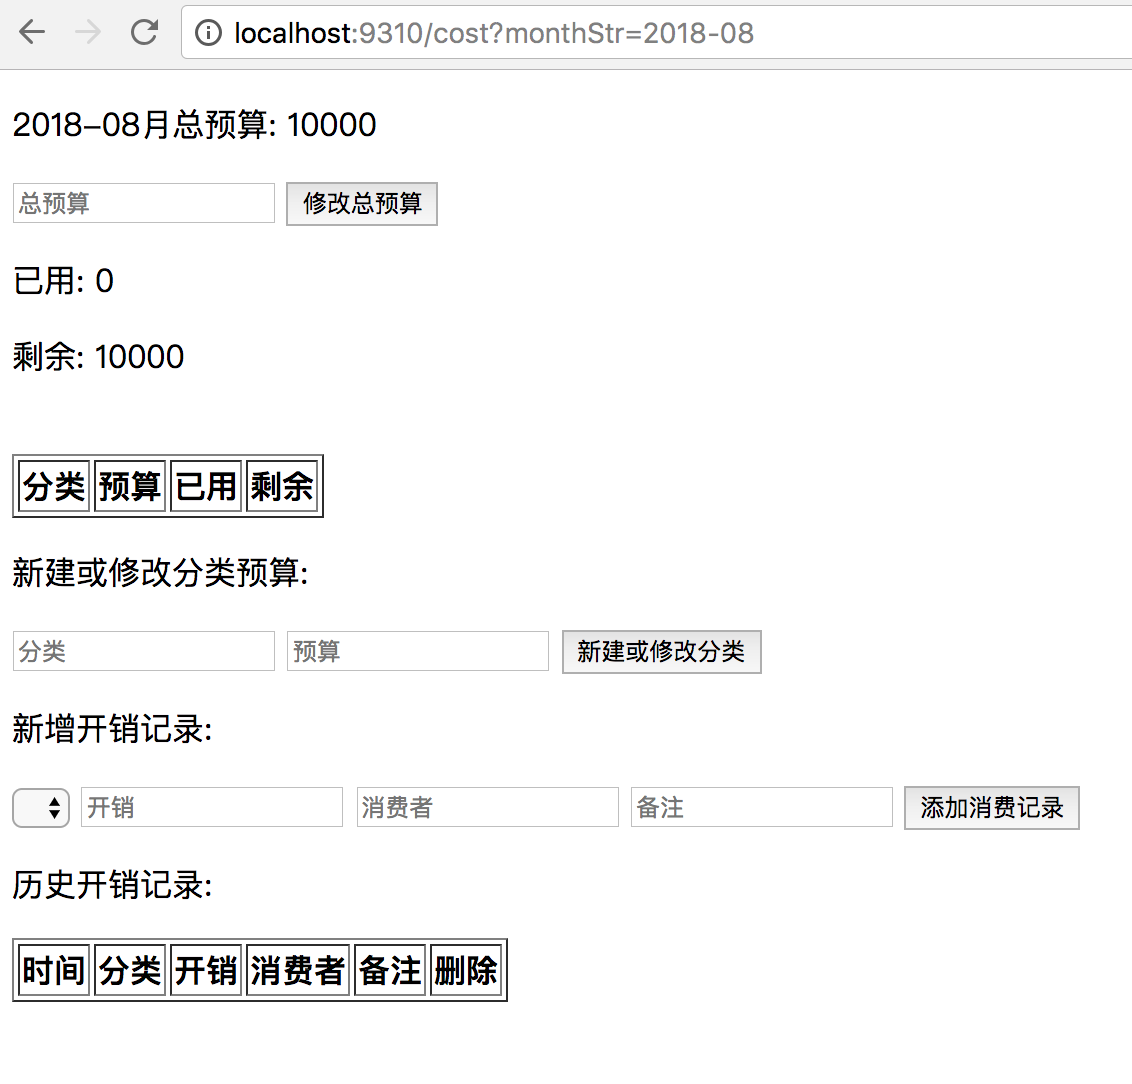 localhost:9310/cost?monthStr=2018-08
2018-08月总预算: 10000
总预算 修改总预算
已用: 0
剩余: 10000
分类 预算 已用 剩余
新建或修改分类预算:
分类 预算 新建或修改分类
新增开销记录:
开销 消费者 备注 添加消费记录
历史开销记录:
时间 分类 开销 消费者 备注 删除